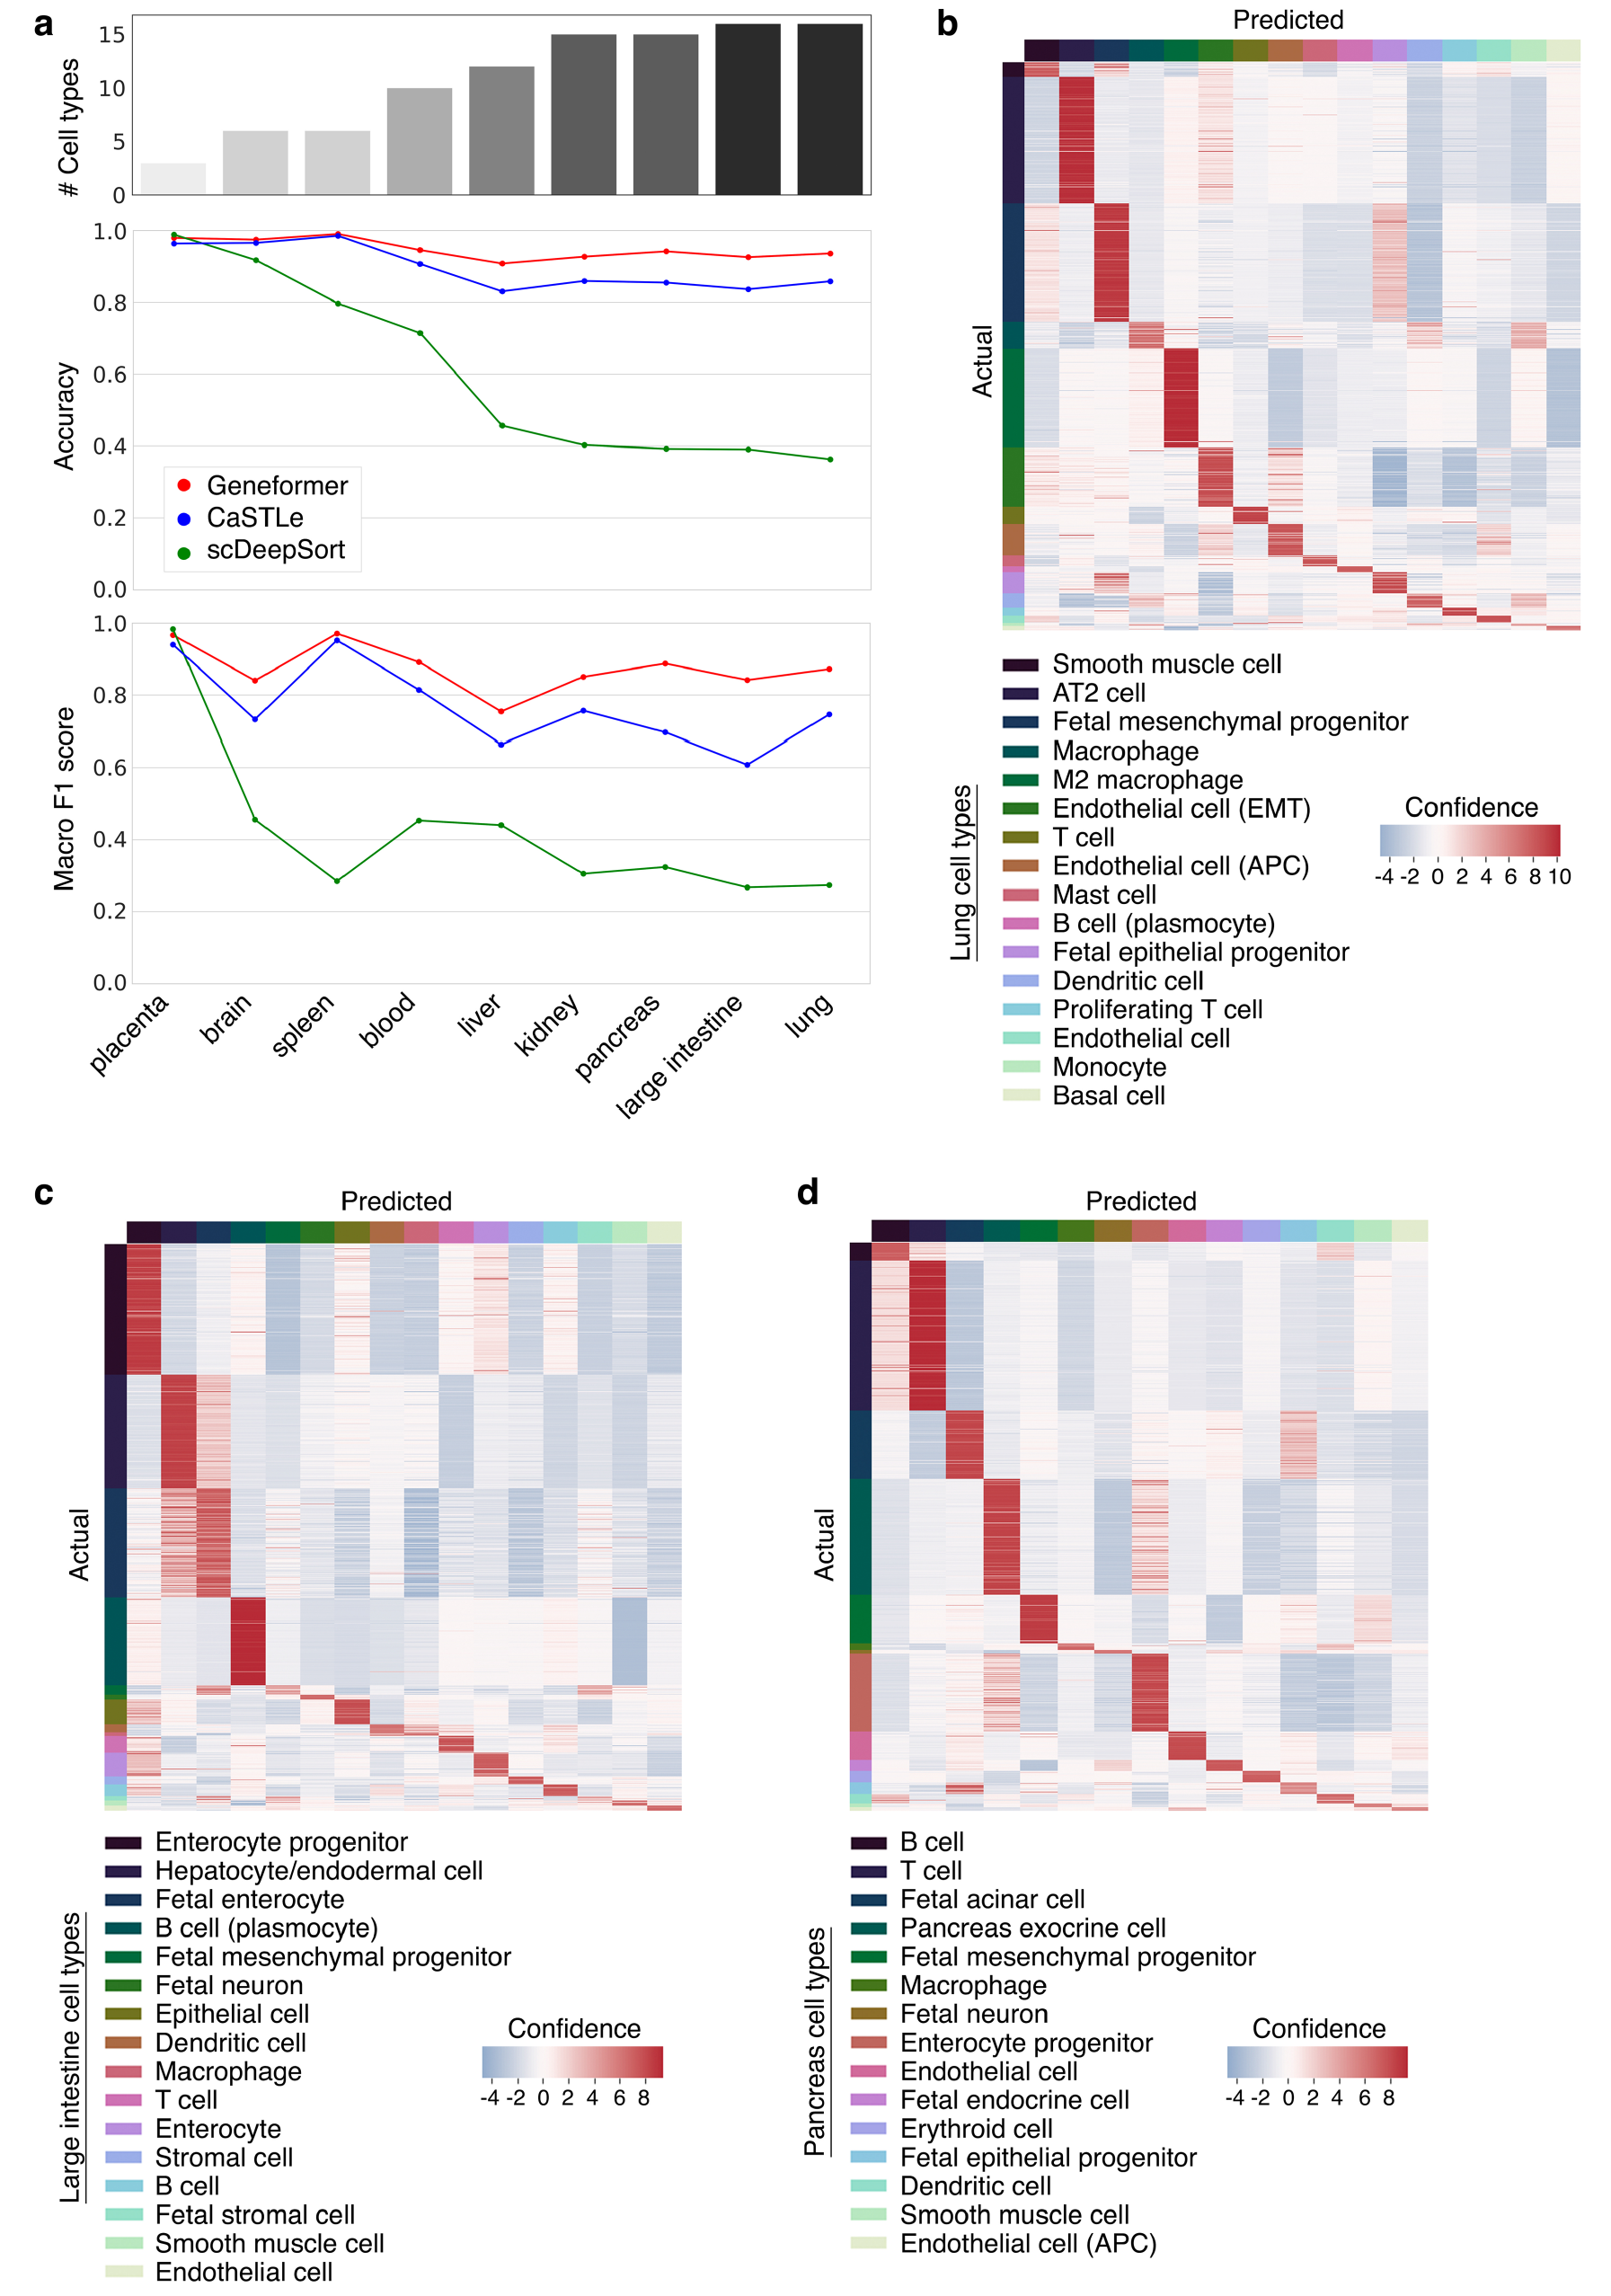 a
# Cell types
15
10
5
0
Accuracy
1.0
0.8
0.6
0.4
0.2
0.0
Geneformer
CaSTLe
scDeepSort
Macro F1 score
1.0
0.8
0.6
0.4
0.2
0.0
placenta
brain
spleen
blood
liver
kidney
pancreas
large intestine
lung
b
Predicted
Actual
Lung cell types
Smooth muscle cell
AT2 cell
Fetal mesenchymal progenitor
Macrophage
M2 macrophage
Endothelial cell (EMT)
T cell
Endothelial cell (APC)
Mast cell
B cell (plasmocyte)
Fetal epithelial progenitor
Dendritic cell
Proliferating T cell
Endothelial cell
Monocyte
Basal cell
Confidence
-4 -2 0 2 4 6 8 10
c
Predicted
Actual
Large intestine cell types
Enterocyte progenitor
Hepatocyte/endodermal cell
Fetal enterocyte
B cell (plasmocyte)
Fetal mesenchymal progenitor
Fetal neuron
Epithelial cell
Dendritic cell
Macrophage
T cell
Enterocyte
Stromal cell
B cell
Fetal stromal cell
Smooth muscle cell
Endothelial cell
Confidence
-4 -2 0 2 4 6 8
d
Predicted
Actual
Pancreas cell types
B cell
T cell
Fetal acinar cell
Pancreas exocrine cell
Fetal mesenchymal progenitor
Macrophage
Fetal neuron
Enterocyte progenitor
Endothelial cell
Fetal endocrine cell
Erythroid cell
Fetal epithelial progenitor
Dendritic cell
Smooth muscle cell
Endothelial cell (APC)
Confidence
-4 -2 0 2 4 6 8